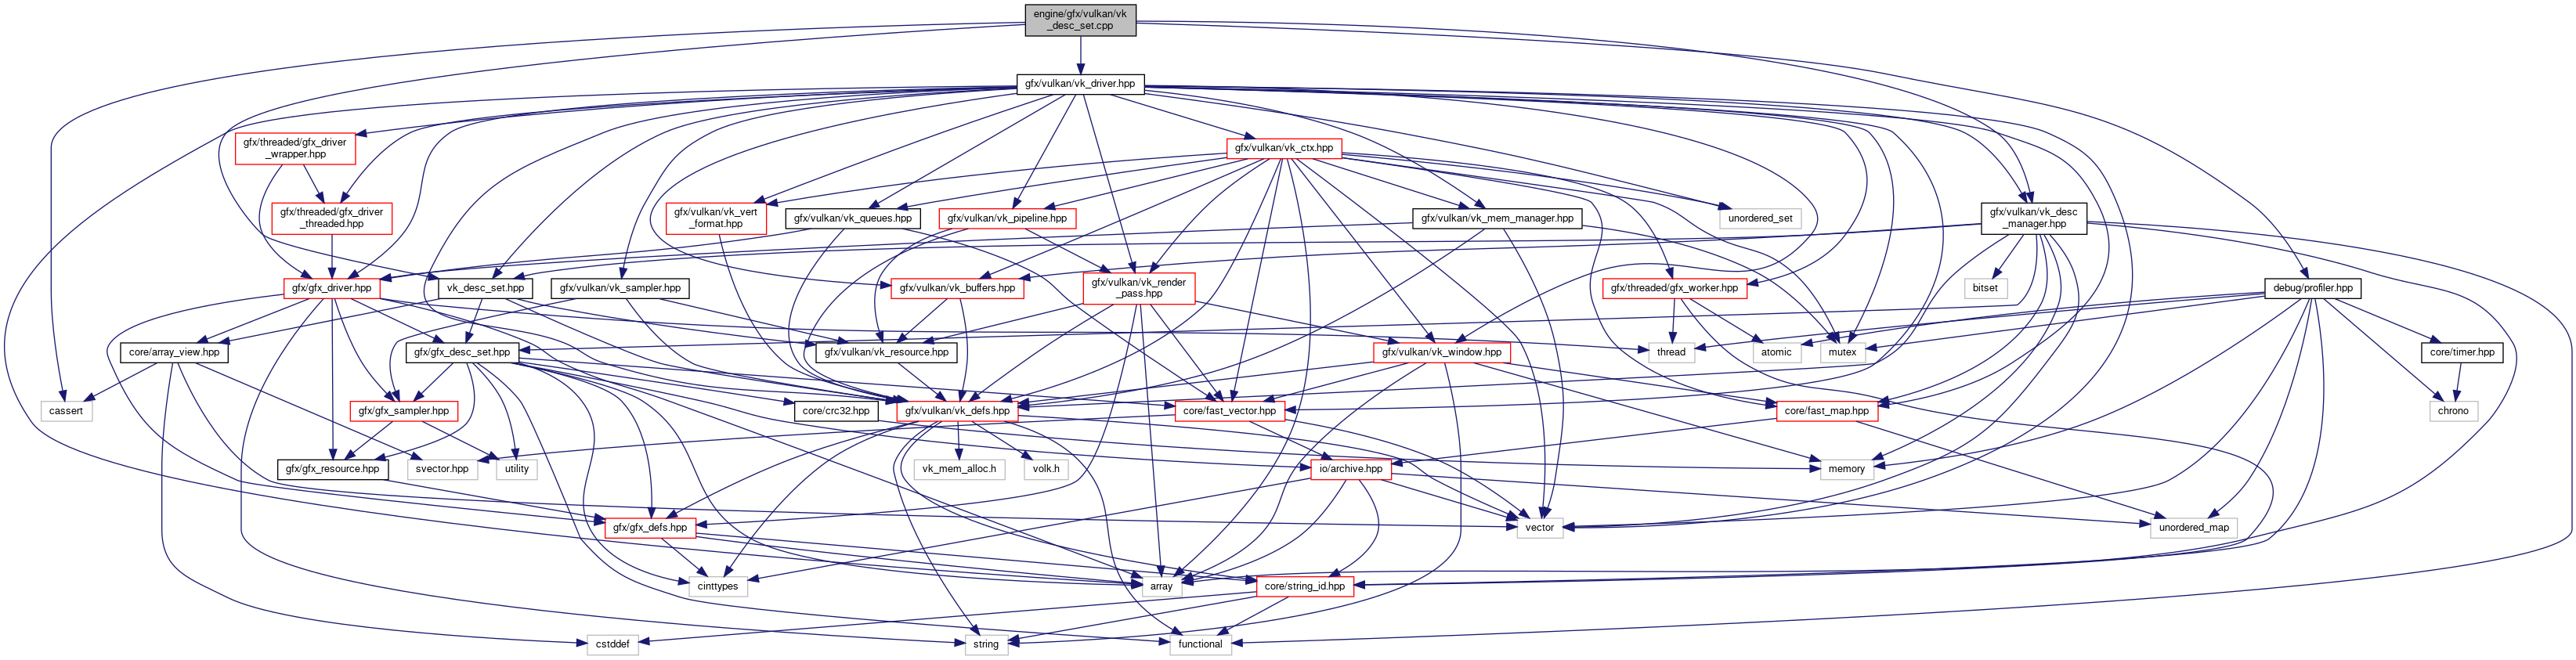 engine/gfx/vulkan/vk
_desc_set.cpp
gfx/vulkan/vk_driver.hpp
gfx/threaded/gfx_driver
_wrapper.hpp
gfx/vulkan/vk_ctx.hpp
gfx/threaded/gfx_driver
_threaded.hpp
gfx/vulkan/vk_vert
_format.hpp
gfx/vulkan/vk_queues.hpp
gfx/vulkan/vk_pipeline.hpp
gfx/vulkan/vk_mem_manager.hpp
unordered_set
gfx/vulkan/vk_desc
_manager.hpp
gfx/gfx_driver.hpp
vk_desc_set.hpp
gfx/vulkan/vk_sampler.hpp
gfx/vulkan/vk_buffers.hpp
gfx/vulkan/vk_render
_pass.hpp
gfx/threaded/gfx_worker.hpp
bitset
debug/profiler.hpp
core/array_view.hpp
gfx/gfx_desc_set.hpp
gfx/vulkan/vk_resource.hpp
gfx/vulkan/vk_window.hpp
thread
atomic
mutex
core/timer.hpp
cassert
gfx/gfx_sampler.hpp
core/crc32.hpp
gfx/vulkan/vk_defs.hpp
core/fast_vector.hpp
core/fast_map.hpp
chrono
gfx/gfx_resource.hpp
svector.hpp
utility
vk_mem_alloc.h
volk.h
io/archive.hpp
memory
gfx/gfx_defs.hpp
vector
unordered_map
cinttypes
array
core/string_id.hpp
cstddef
string
functional